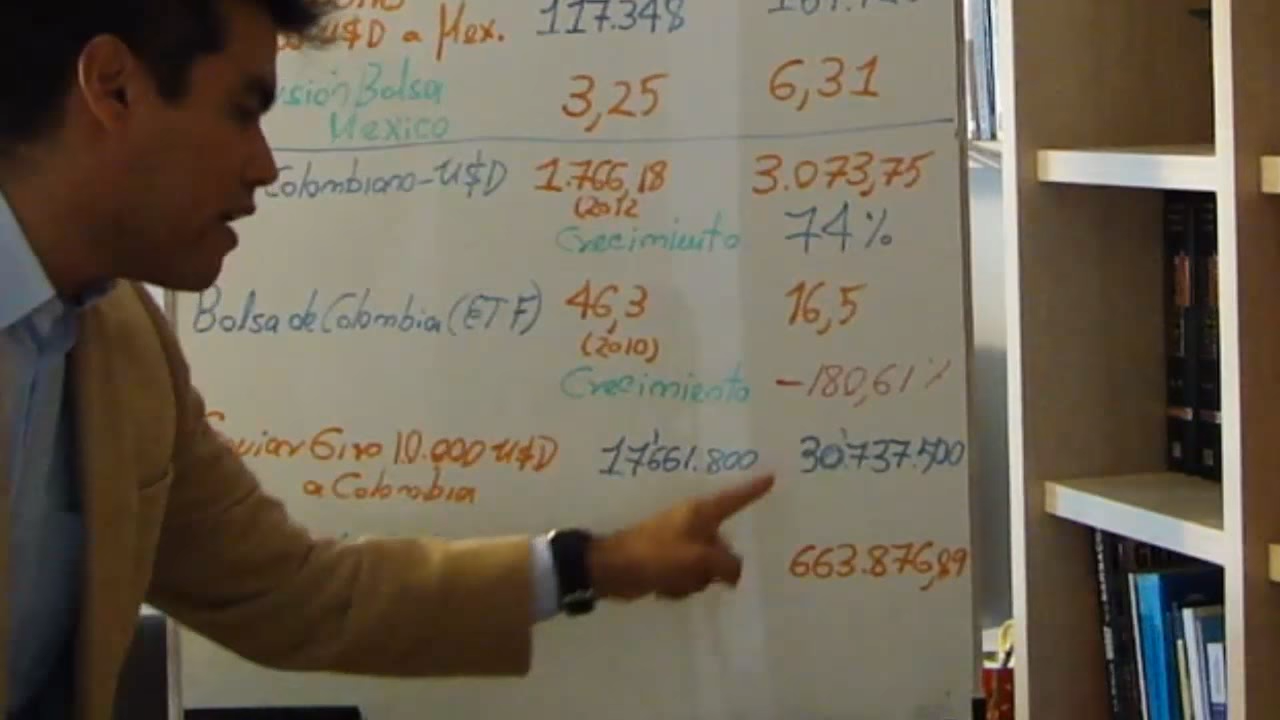 U$D a Mex. 117.348
Bolsa 3,25 6,31
Mexico
Colombiano-U$D 1.766,18 3.073,75
(2012
Crecimiento 74%
Bolsa de Colombia (ETF) 46,3 16,5
(2010)
Crecimiento -180,61%
Giro 10.000 U$D 17'661.800 30'737.500
a Colombia
663.876,89